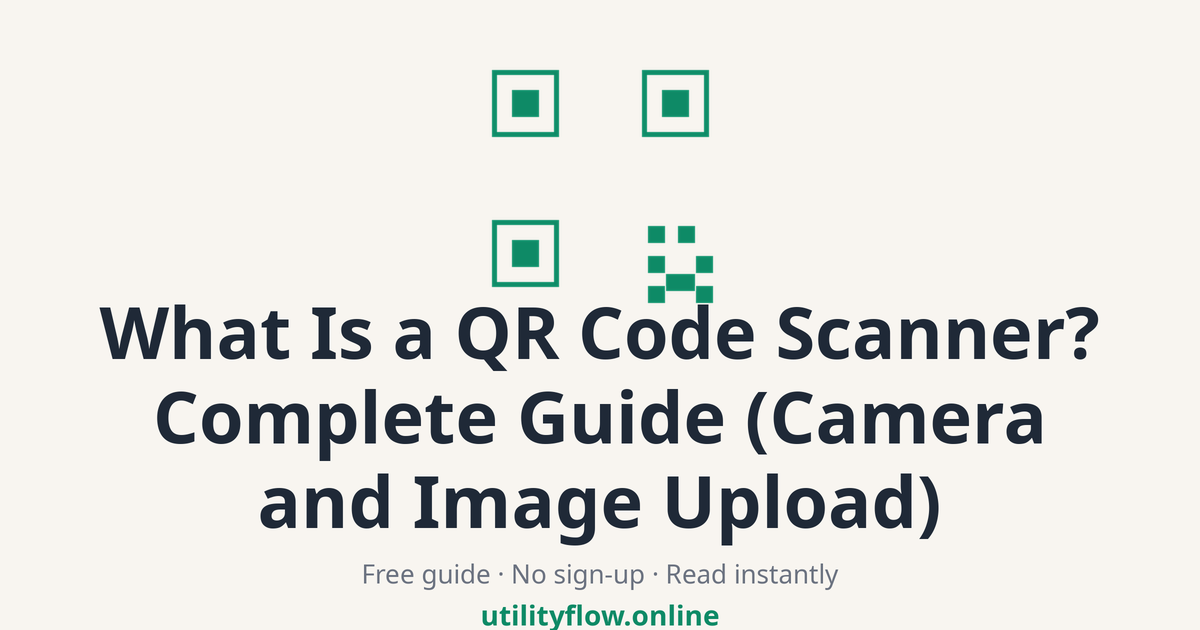 What Is a QR Code Scanner?
Complete Guide (Camera
and Image Upload)
Free guide · No sign-up · Read instantly
utilityflow.online